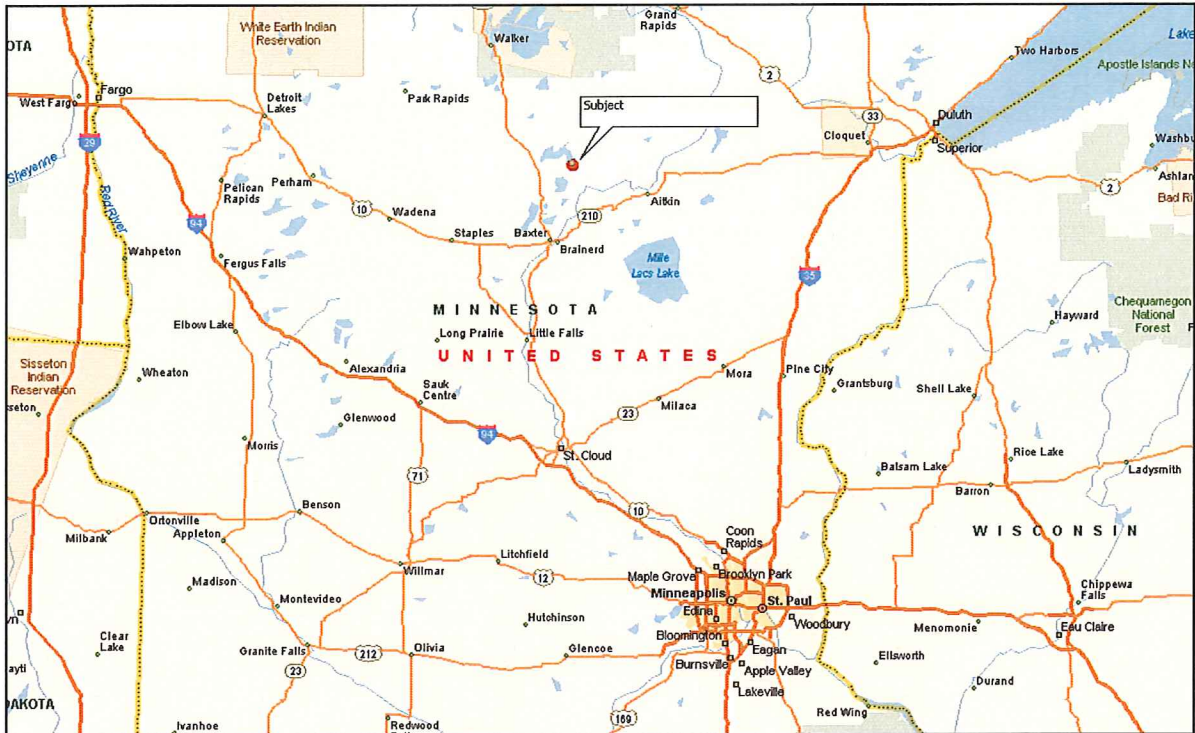 White Earth Indian
Reservation
Walker
Grand
Rapids
OTA
Two Harbors
Lake
Apostle Islands N
2
Fargo
West Fargo
Park Rapids
Detroit
Lakes
Subject
33
Duluth
Cloquet
Superior
Washbu
29
Sheyenne
Red River
Pelican
Rapids
Perham
Ashlan
2
Bad Ri
10
Wadena
Aitkin
210
94
Staples
Baxter
Brainerd
Wahpeton
Fergus Falls
Mille
Lacs Lake
35
MINNESOTA
Chequamegon
National
Forest
Hayward
Elbow Lake
Long Prairie
Little Falls
UNITED STATES
Sisseton
Indian
Reservation
Wheaton
Alexandria
Mora
Pine City
Grantsburg
Shell Lake
Sauk
Centre
Milaca
23
sseton
Glenwood
94
Morris
St. Cloud
Rice Lake
Balsam Lake
Ladysmith
71
Barron
Benson
10
Ortonville
Milbank
Appleton
Coon
Rapids
WISCONSIN
Litchfield
Willmar
12
Maple Grove
Brooklyn Park
Madison
Minneapolis
St. Paul
Chippewa
Falls
Montevideo
Edina
Hutchinson
Woodbury
Menomonie
Eau Claire
wn
Clear
Lake
Bloomington
Eagan
Granite Falls
212
Olivia
Glencoe
Burnsville
Apple Valley
Ellsworth
ayti
23
Lakeville
Durand
DAKOTA
Red Wing
169
Ivanhoe
Redwood